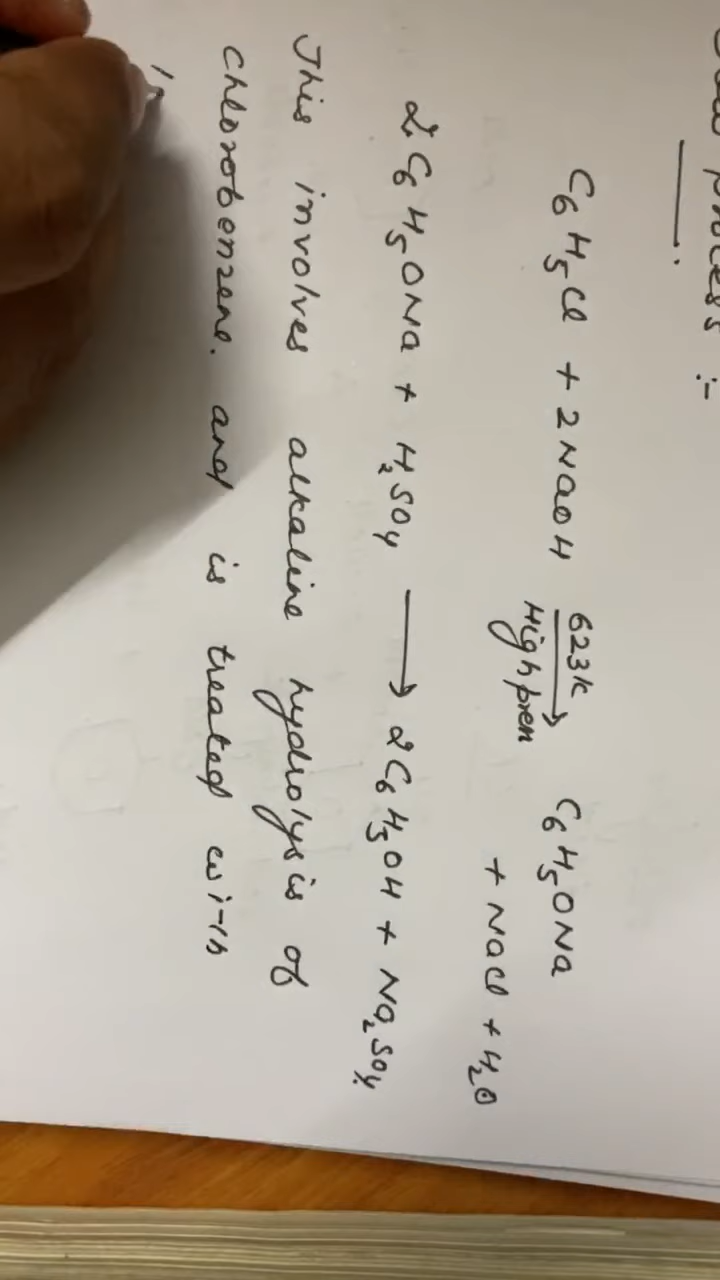 process :-
C₆H₅Cl + 2NaOH 623K High pren → C₆H₅ONa
+ NaCl + H₂O
2C₆H₅ONa + H₂SO₄ → 2C₆H₅OH + Na₂SO₄.
This involves alkaline hydrolysis of
chlorobenzene. and is treated with